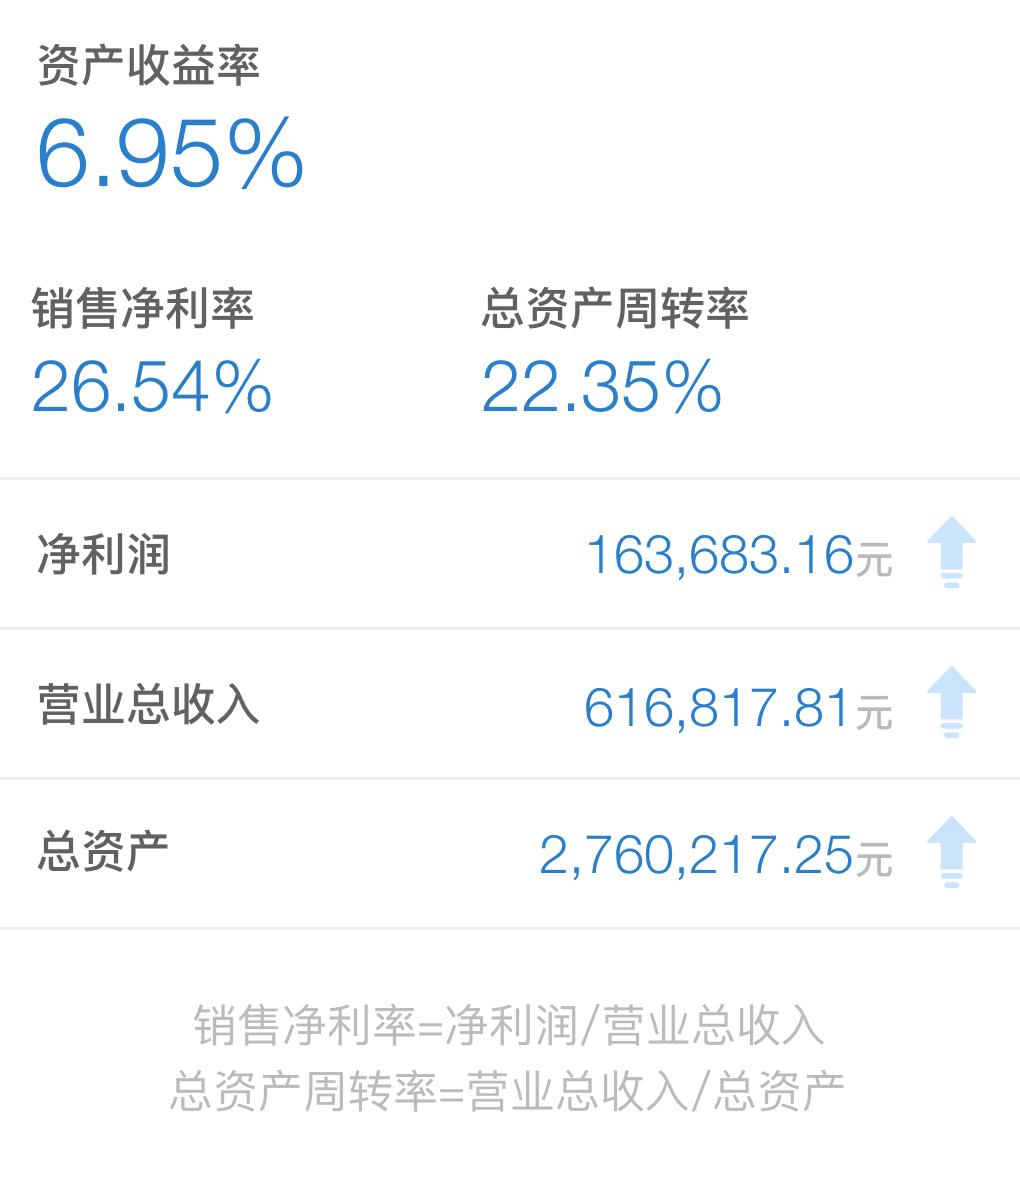 资产收益率
6.95%
销售净利率 总资产周转率
26.54% 22.35%
净利润 163,683.16元
营业总收入 616,817.81元
总资产 2,760,217.25元
销售净利率=净利润/营业总收入
总资产周转率=营业总收入/总资产